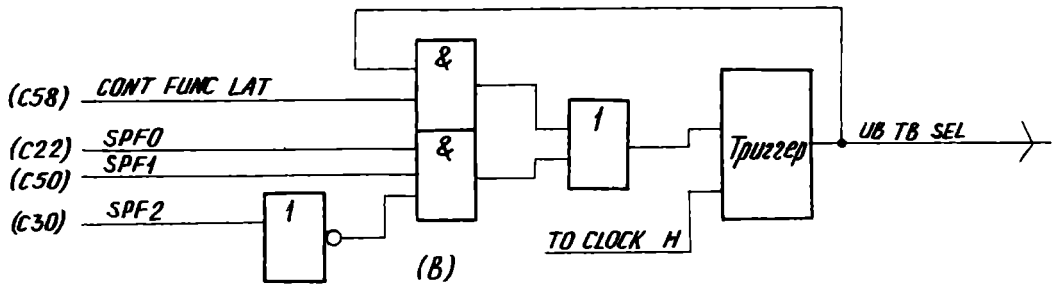 &
(C58) CONT FUNC LAT
1
(C22) SPF0
&
Триггер
UB TB SEL
(C50) SPF1
(C30) SPF2
1
TO CLOCK H
(B)